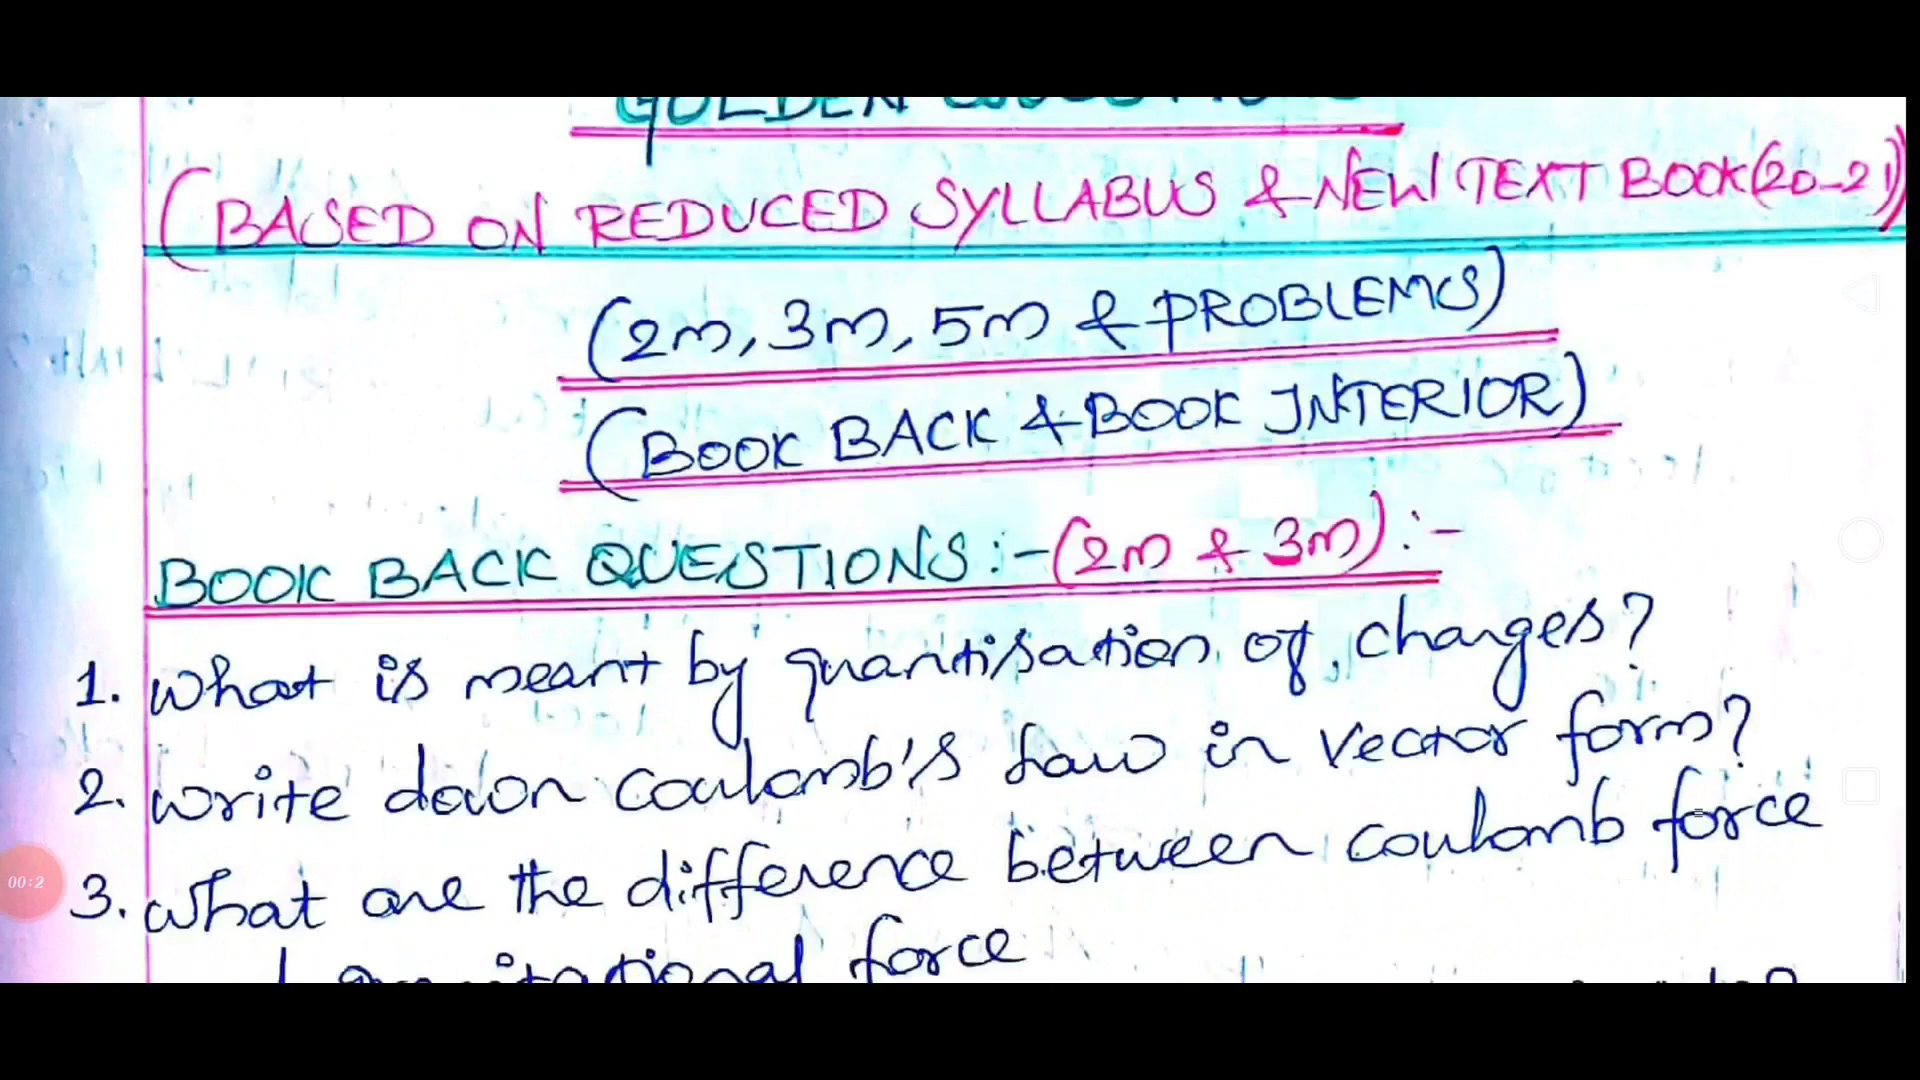 GOLDEN
(BASED ON REDUCED SYLLABUS & NEW TEXT BOOK(20-21))
(2m, 3m, 5m & PROBLEMS)
(BOOK BACK & BOOK INTERIOR)
BOOK BACK QUESTIONS:-(2m & 3m):-
1. What is meant by quantisation of charges?
2. Write down coulomb's law in vector form?
3. What are the difference between coulomb force
gravitational force
00:2